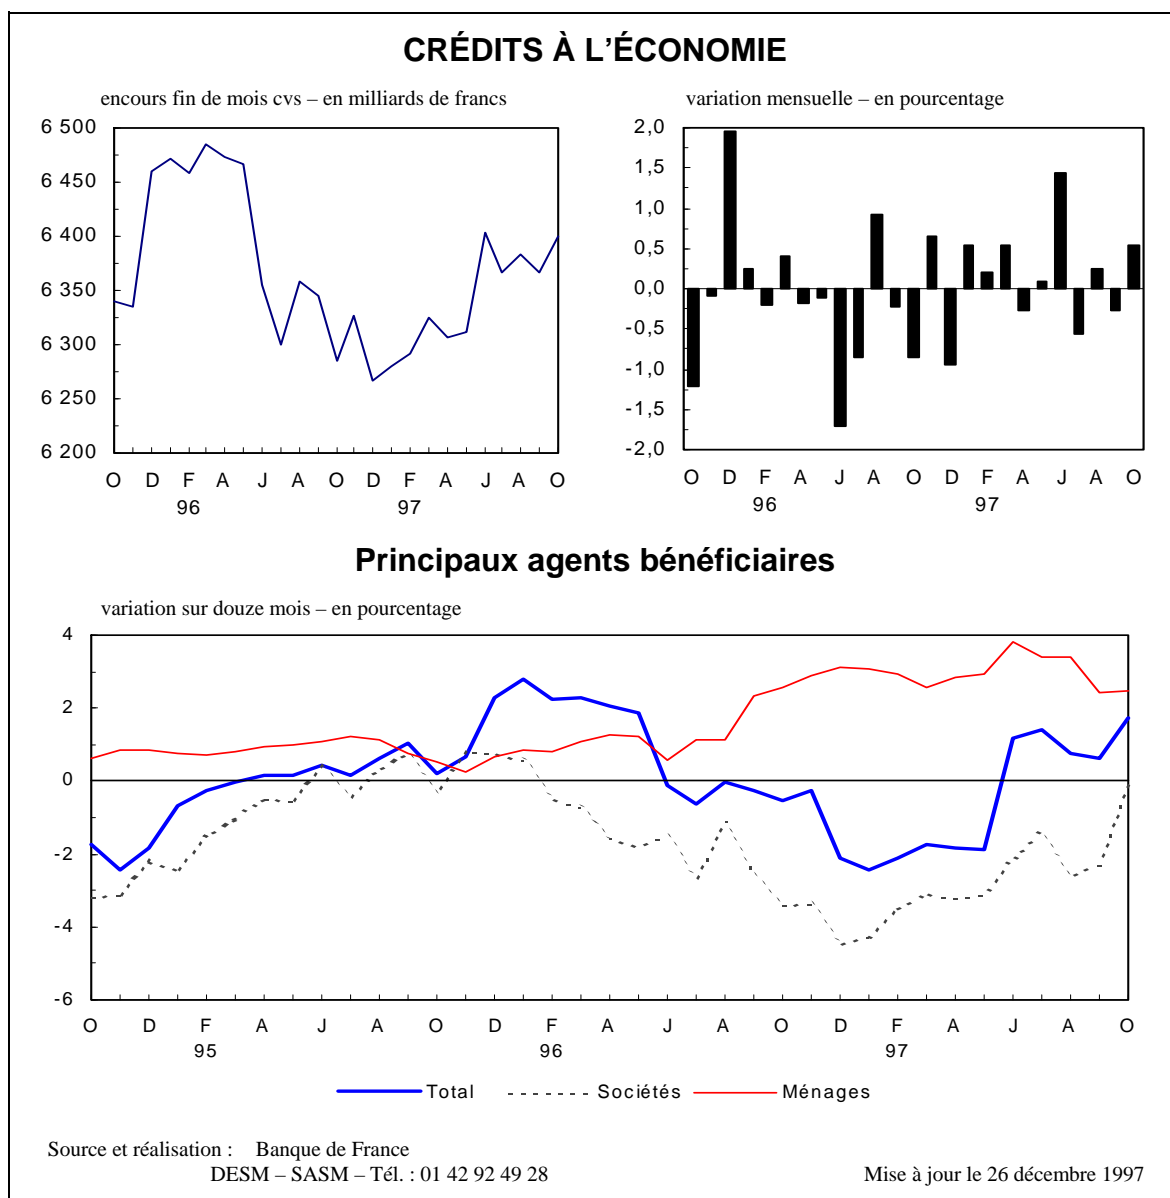 CRÉDITS À L'ÉCONOMIE
encours fin de mois cvs – en milliards de francs
6 500
6 450
6 400
6 350
6 300
6 250
6 200
O D F A J A O D F A J A O
96 97
variation mensuelle – en pourcentage
2,0
1,5
1,0
0,5
0,0
-0,5
-1,0
-1,5
-2,0
O D F A J A O D F A J A O
96 97
Principaux agents bénéficiaires
variation sur douze mois – en pourcentage
4
2
0
-2
-4
-6
O D F A J A O D F A J A O D F A J A O
95 96 97
Total Sociétés Ménages
Source et réalisation : Banque de France
DESM – SASM – Tél. : 01 42 92 49 28
Mise à jour le 26 décembre 1997